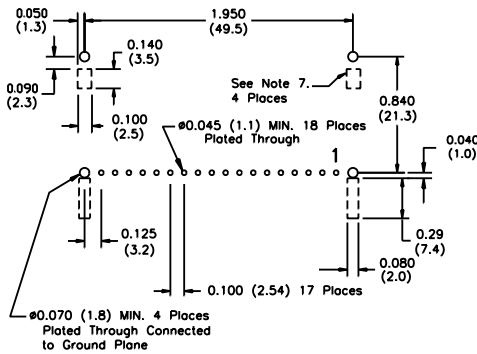 0.050
(1.3)
1.950
(49.5)
0.140
(3.5)
0.090
(2.3)
See Note 7.
4 Places
0.840
(21.3)
0.100
(2.5)
ø0.045 (1.1) MIN. 18 Places
Plated Through
1
0.040
(1.0)
0.125
(3.2)
0.29
(7.4)
0.080
(2.0)
0.100 (2.54) 17 Places
ø0.070 (1.8) MIN. 4 Places
Plated Through Connected
to Ground Plane